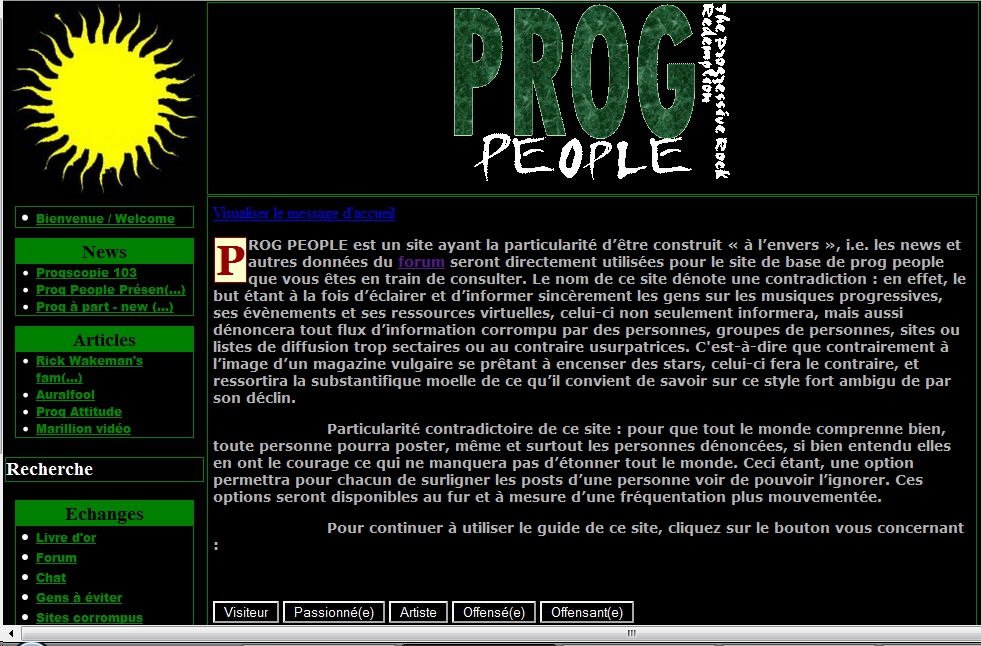 PROG
PEOPLE
The Progressive Rock
Redemption
Bienvenue / Welcome
News
Progscopie 103
Prog People Présen(...)
Prog à part - new (...)
Articles
Rick Wakeman's
fam(...)
Auralfool
Prog Attitude
Marillion vidéo
Recherche
Echanges
Livre d'or
Forum
Chat
Gens à éviter
Sites corrompus
Visualiser le message d'accueil
PROG PEOPLE est un site ayant la particularité d'être construit « à l'envers », i.e. les news et
autres données du forum seront directement utilisées pour le site de base de prog people
que vous êtes en train de consulter. Le nom de ce site dénote une contradiction : en effet, le
but étant à la fois d'éclairer et d'informer sincèrement les gens sur les musiques progressives,
ses évènements et ses ressources virtuelles, celui-ci non seulement informera, mais aussi
dénoncera tout flux d'information corrompu par des personnes, groupes de personnes, sites ou
listes de diffusion trop sectaires ou au contraire usurpatrices. C'est-à-dire que contrairement à
l'image d'un magazine vulgaire se prêtant à encenser des stars, celui-ci fera le contraire, et
ressortira la substantifique moelle de ce qu'il convient de savoir sur ce style fort ambigu de par
son déclin.
Particularité contradictoire de ce site : pour que tout le monde comprenne bien,
toute personne pourra poster, même et surtout les personnes dénoncées, si bien entendu elles
en ont le courage ce qui ne manquera pas d'étonner tout le monde. Ceci étant, une option
permettra pour chacun de surligner les posts d'une personne voir de pouvoir l'ignorer. Ces
options seront disponibles au fur et à mesure d'une fréquentation plus mouvementée.
Pour continuer à utiliser le guide de ce site, cliquez sur le bouton vous concernant
:
Visiteur Passionné(e) Artiste Offensé(e) Offensant(e)